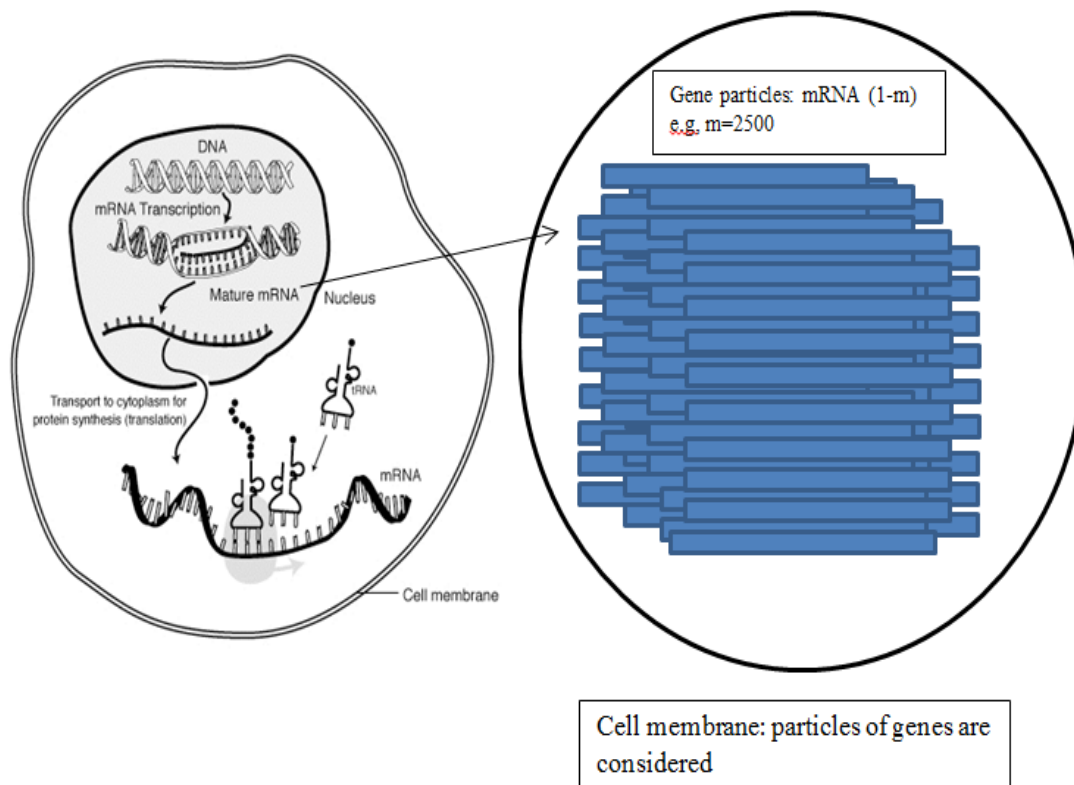 DNA
mRNA Transcription
Mature mRNA
Nucleus
Transport to cytoplasm for
protein synthesis (translation)
tRNA
mRNA
Cell membrane
Gene particles: mRNA (1-m)
e.g. m=2500
Cell membrane: particles of genes are
considered